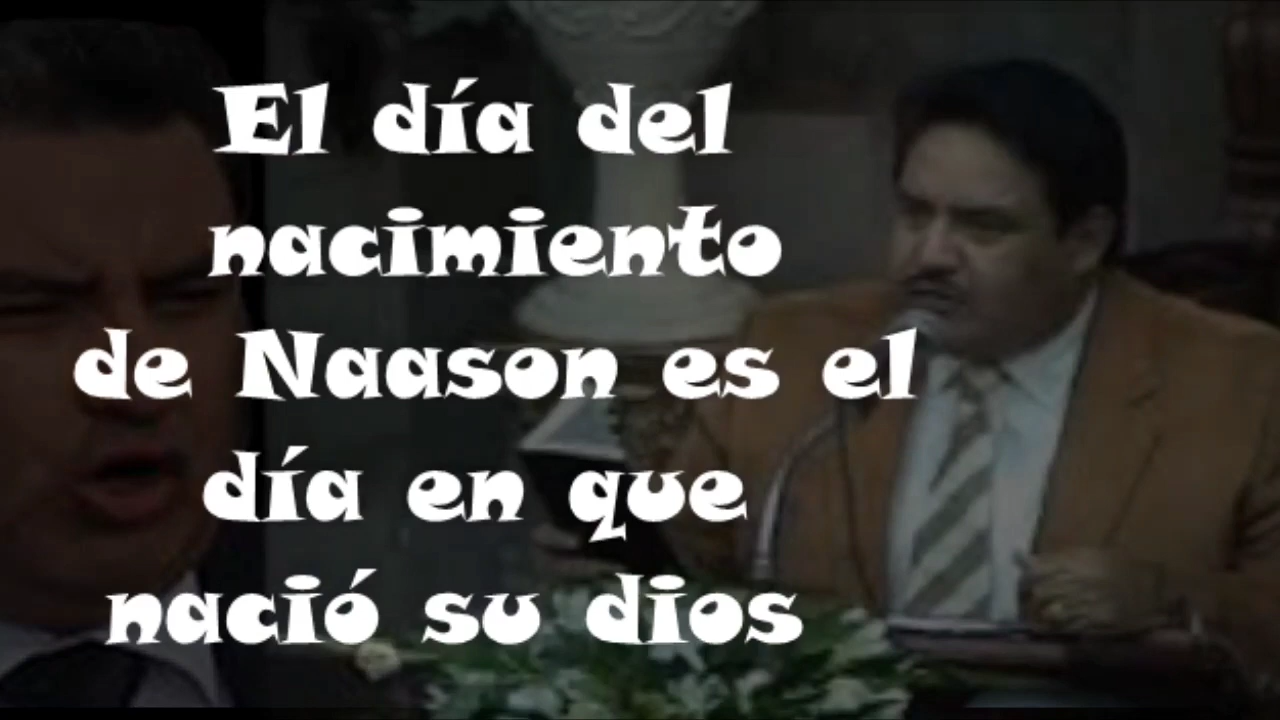 El día del
nacimiento
de Naason es el
día en que
nació su dios